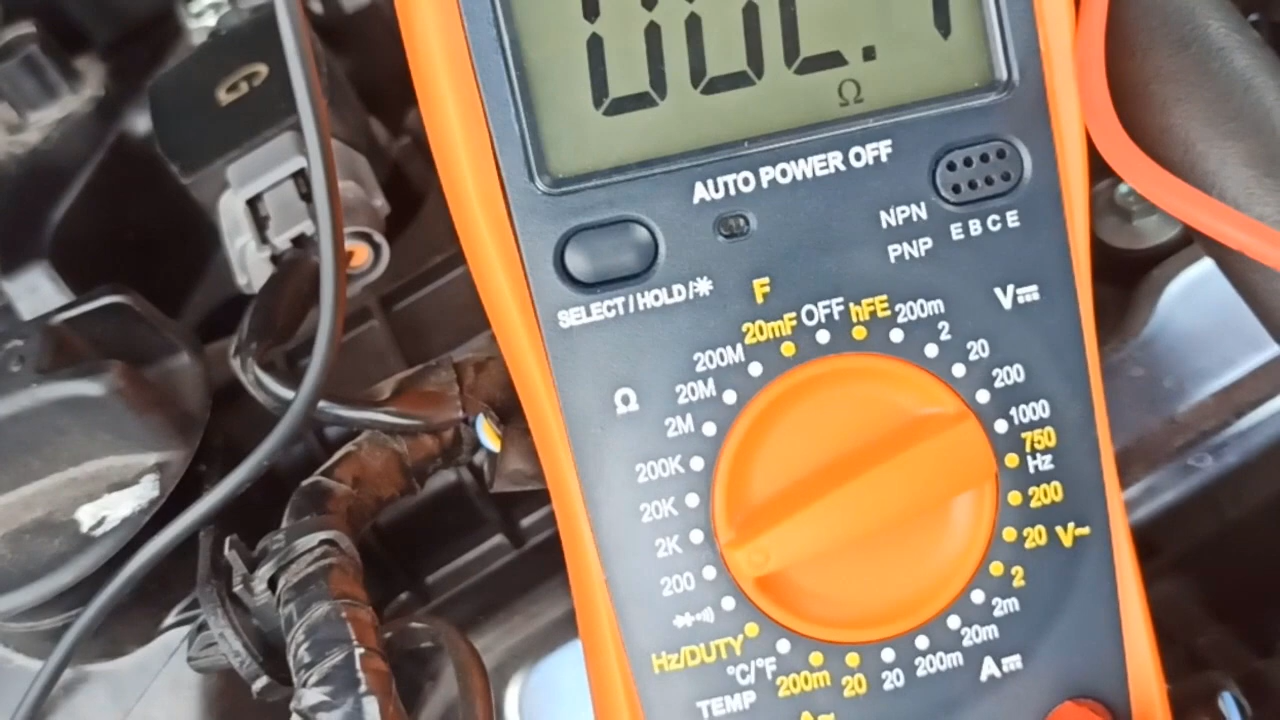 Ω
AUTO POWER OFF
NPN
PNP
E B C E
SELECT / HOLD /☀
F
20mF
OFF
hFE
200m
V⎓
2
20
200
1000
750
Hz
200
20
V~
2
2m
20m
200m
A⎓
20
20
200m
A~
°C/°F
TEMP
Hz/DUTY
200
2K
20K
200K
2M
20M
200M
Ω